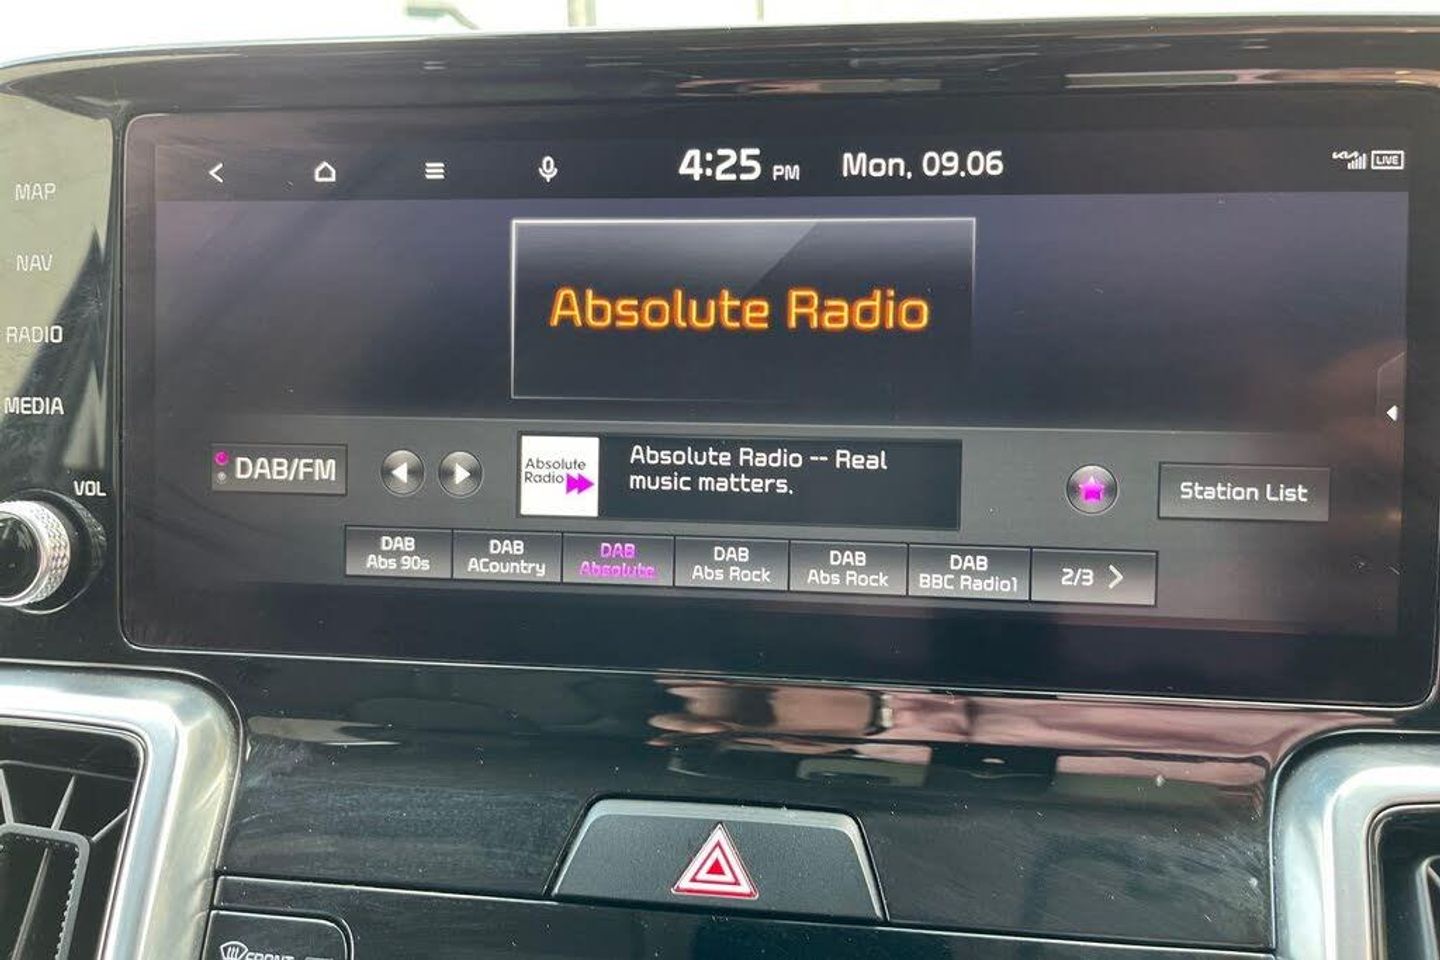 4:25 PM Mon, 09.06
LIVE
MAP
NAV
RADIO
MEDIA
VOL
Absolute Radio
DAB/FM
Absolute
Radio
Absolute Radio -- Real
music matters.
Station List
DAB
Abs 90s
DAB
ACountry
DAB
Absolute
DAB
Abs Rock
DAB
Abs Rock
DAB
BBC Radio1
2/3
FRONT